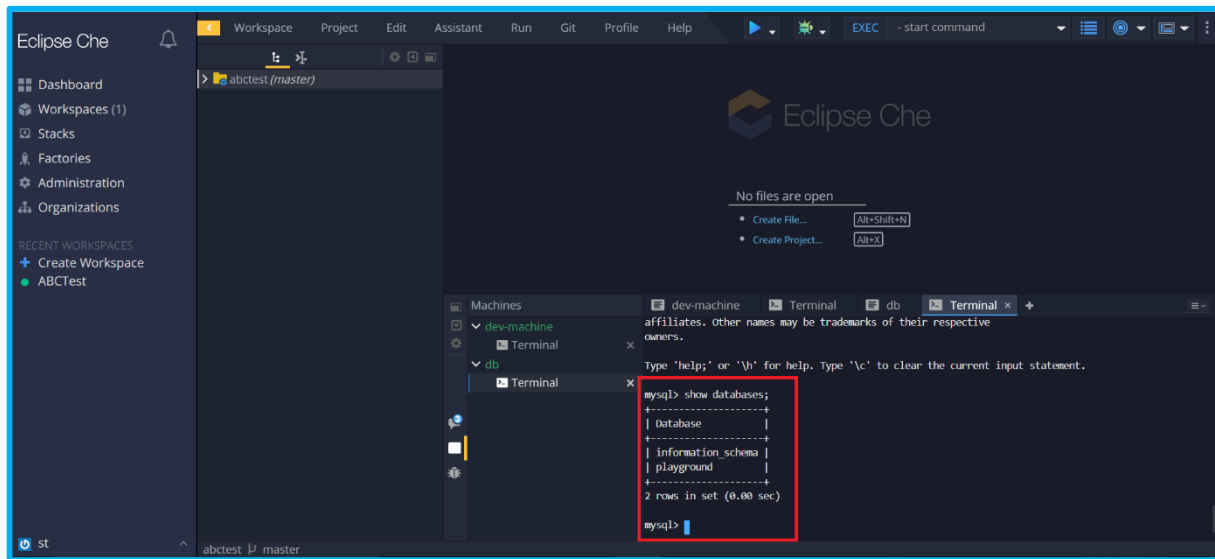 Eclipse Che
Dashboard
Workspaces (1)
Stacks
Factories
Administration
Organizations
RECENT WORKSPACES
+ Create Workspace
ABCTest
st
Workspace Project Edit Assistant Run Git Profile Help EXEC - start command
abctest (master)
Eclipse Che
No files are open
Create File... Alt+Shift+N
Create Project... Alt+X
Machines
dev-machine
Terminal ×
db
Terminal ×
3
dev-machine Terminal db Terminal × +
affiliates. Other names may be trademarks of their respective
owners.
Type 'help;' or '\h' for help. Type '\c' to clear the current input statement.
mysql> show databases;
+--------------------+
| Database           |
+--------------------+
| information_schema |
| playground         |
+--------------------+
2 rows in set (0.00 sec)
mysql>
abctest master